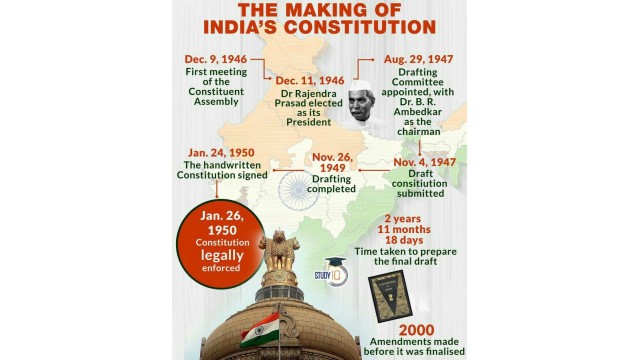 THE MAKING OF
INDIA'S CONSTITUTION
Dec. 9, 1946
First meeting
of the
Constituent
Assembly
Dec. 11, 1946
Dr Rajendra
Prasad elected
as its
President
Aug. 29, 1947
Drafting
Committee
appointed, with
Dr. B. R.
Ambedkar
as the
chairman
Nov. 4, 1947
Draft
consitiution
submitted
Nov. 26,
1949
Drafting
completed
Jan. 24, 1950
The handwritten
Constitution signed
Jan. 26,
1950
Constitution
legally
enforced
2 years
11 months
18 days
Time taken to prepare
the final draft
STUDY IQ
2000
Amendments made
before it was finalised